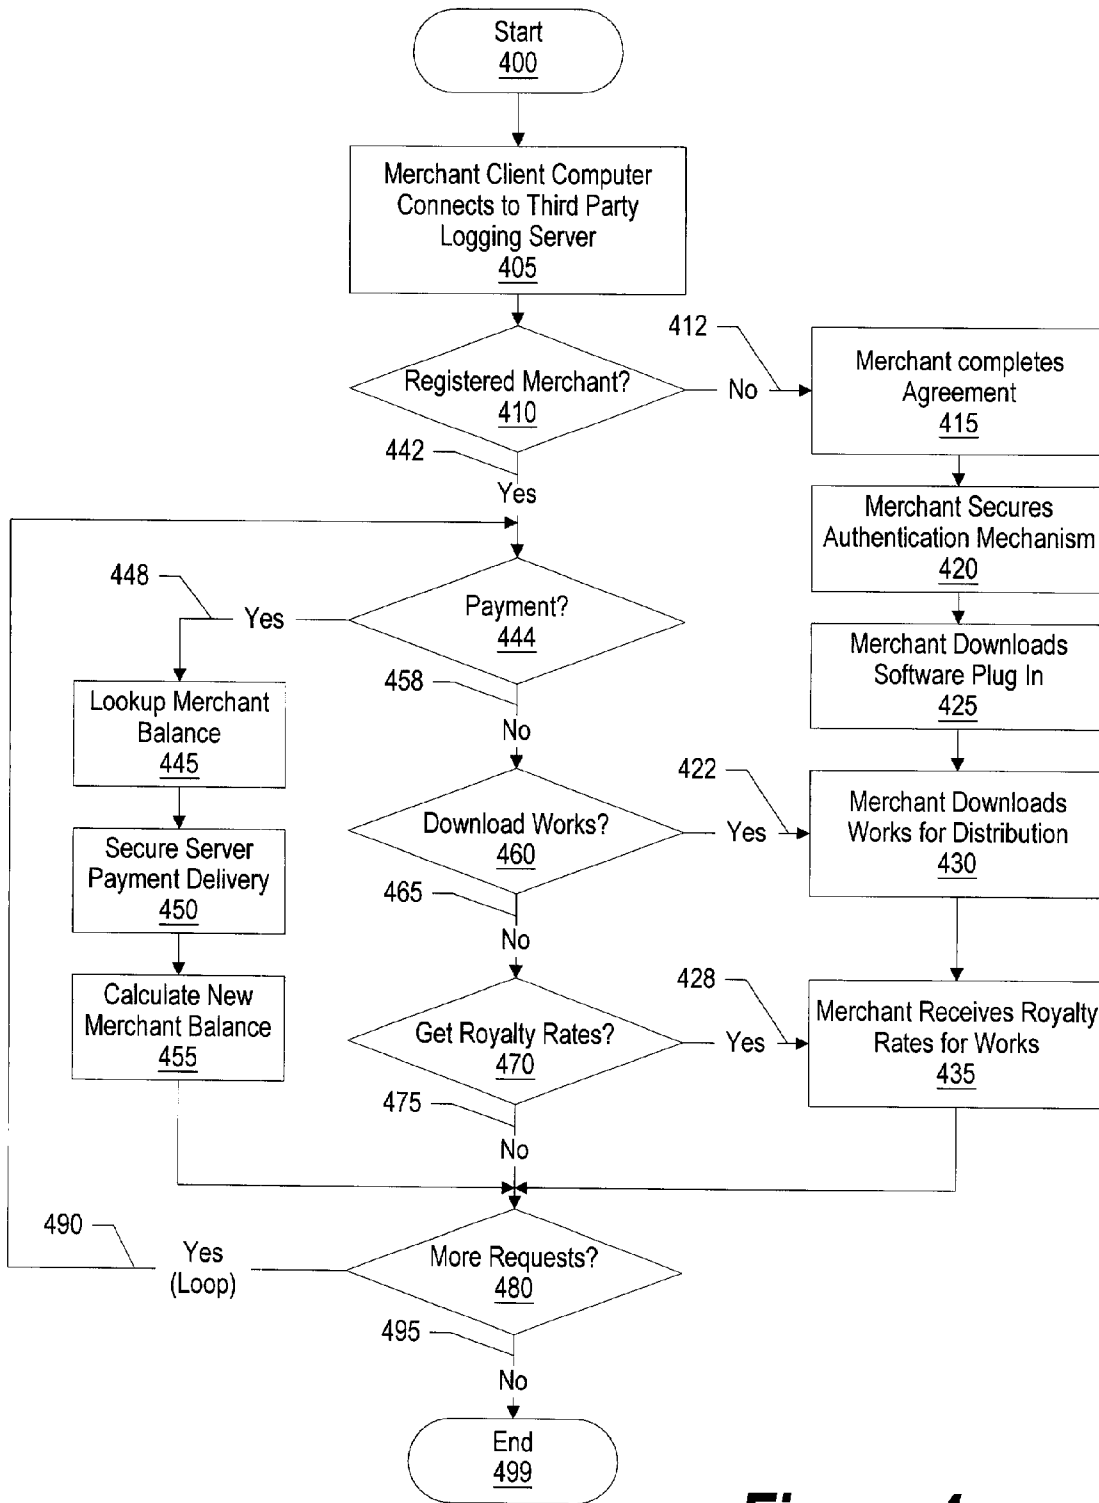 Start
400
Merchant Client Computer
Connects to Third Party
Logging Server
405
412
Registered Merchant?
410
No
Merchant completes
Agreement
415
442
Yes
Merchant Secures
Authentication Mechanism
420
448
Yes
Payment?
444
Merchant Downloads
Software Plug In
425
458
No
Lookup Merchant
Balance
445
422
Download Works?
460
Yes
Merchant Downloads
Works for Distribution
430
Secure Server
Payment Delivery
450
465
No
428
Calculate New
Merchant Balance
455
Get Royalty Rates?
470
Yes
Merchant Receives Royalty
Rates for Works
435
475
No
490
Yes
(Loop)
More Requests?
480
495
No
End
499